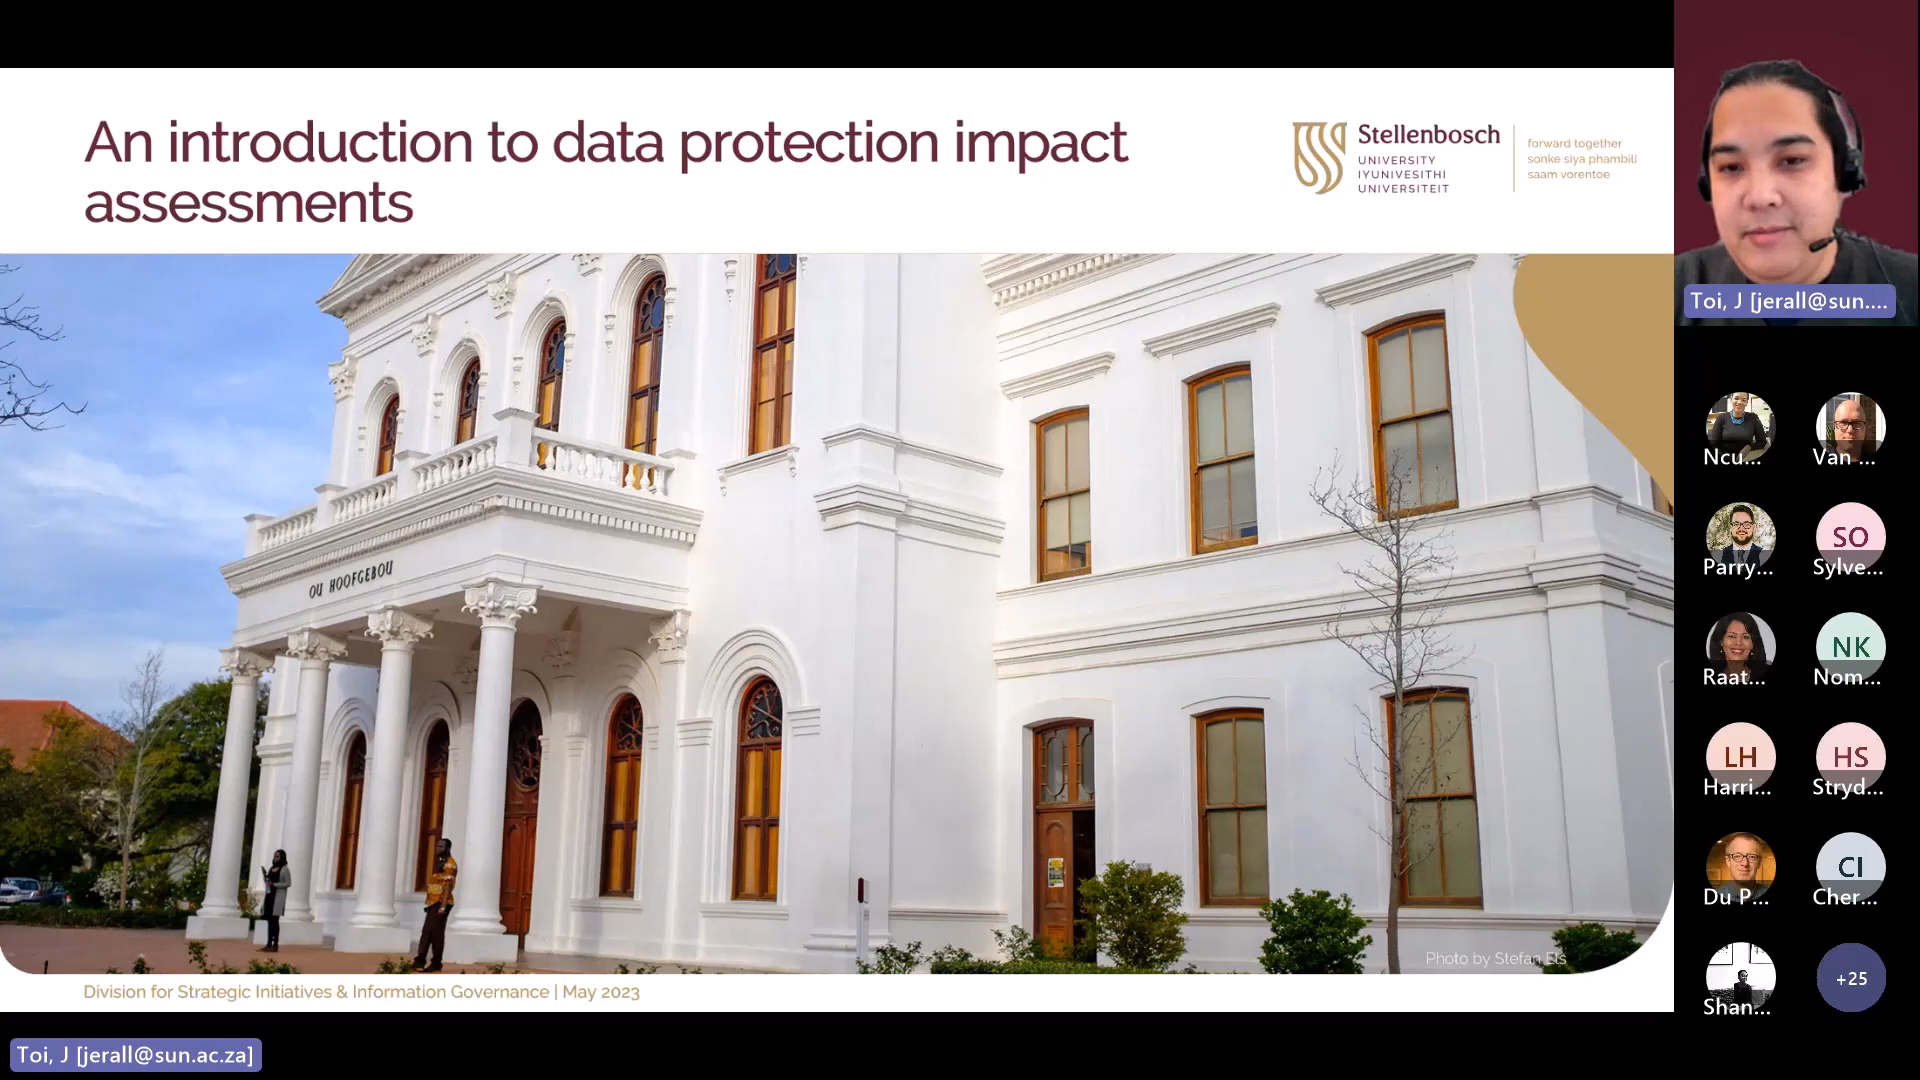 An introduction to data protection impact
assessments
Stellenbosch
UNIVERSITY
IYUNIVESITHI
UNIVERSITEIT
forward together
sonke siya phambili
saam vorentoe
OU HOOFGEBOU
Photo by Stefan Els
Division for Strategic Initiatives & Information Governance | May 2023
Toi, J [jerall@sun.ac.za]
Toi, J [jerall@sun....
Ncu...
Van ...
Parry...
SO
Sylve...
Raat...
NK
Nom...
LH
Harri...
HS
Stryd...
Du P...
CI
Cher...
Shan...
+25